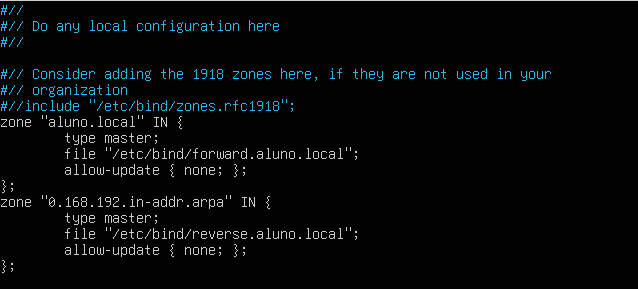 #//
#// Do any local configuration here
#//
#// Consider adding the 1918 zones here, if they are not used in your
#// organization
#//include "/etc/bind/zones.rfc1918";
zone "aluno.local" IN {
        type master;
        file "/etc/bind/forward.aluno.local";
        allow-update { none; };
};
zone "0.168.192.in-addr.arpa" IN {
        type master;
        file "/etc/bind/reverse.aluno.local";
        allow-update { none; };
};